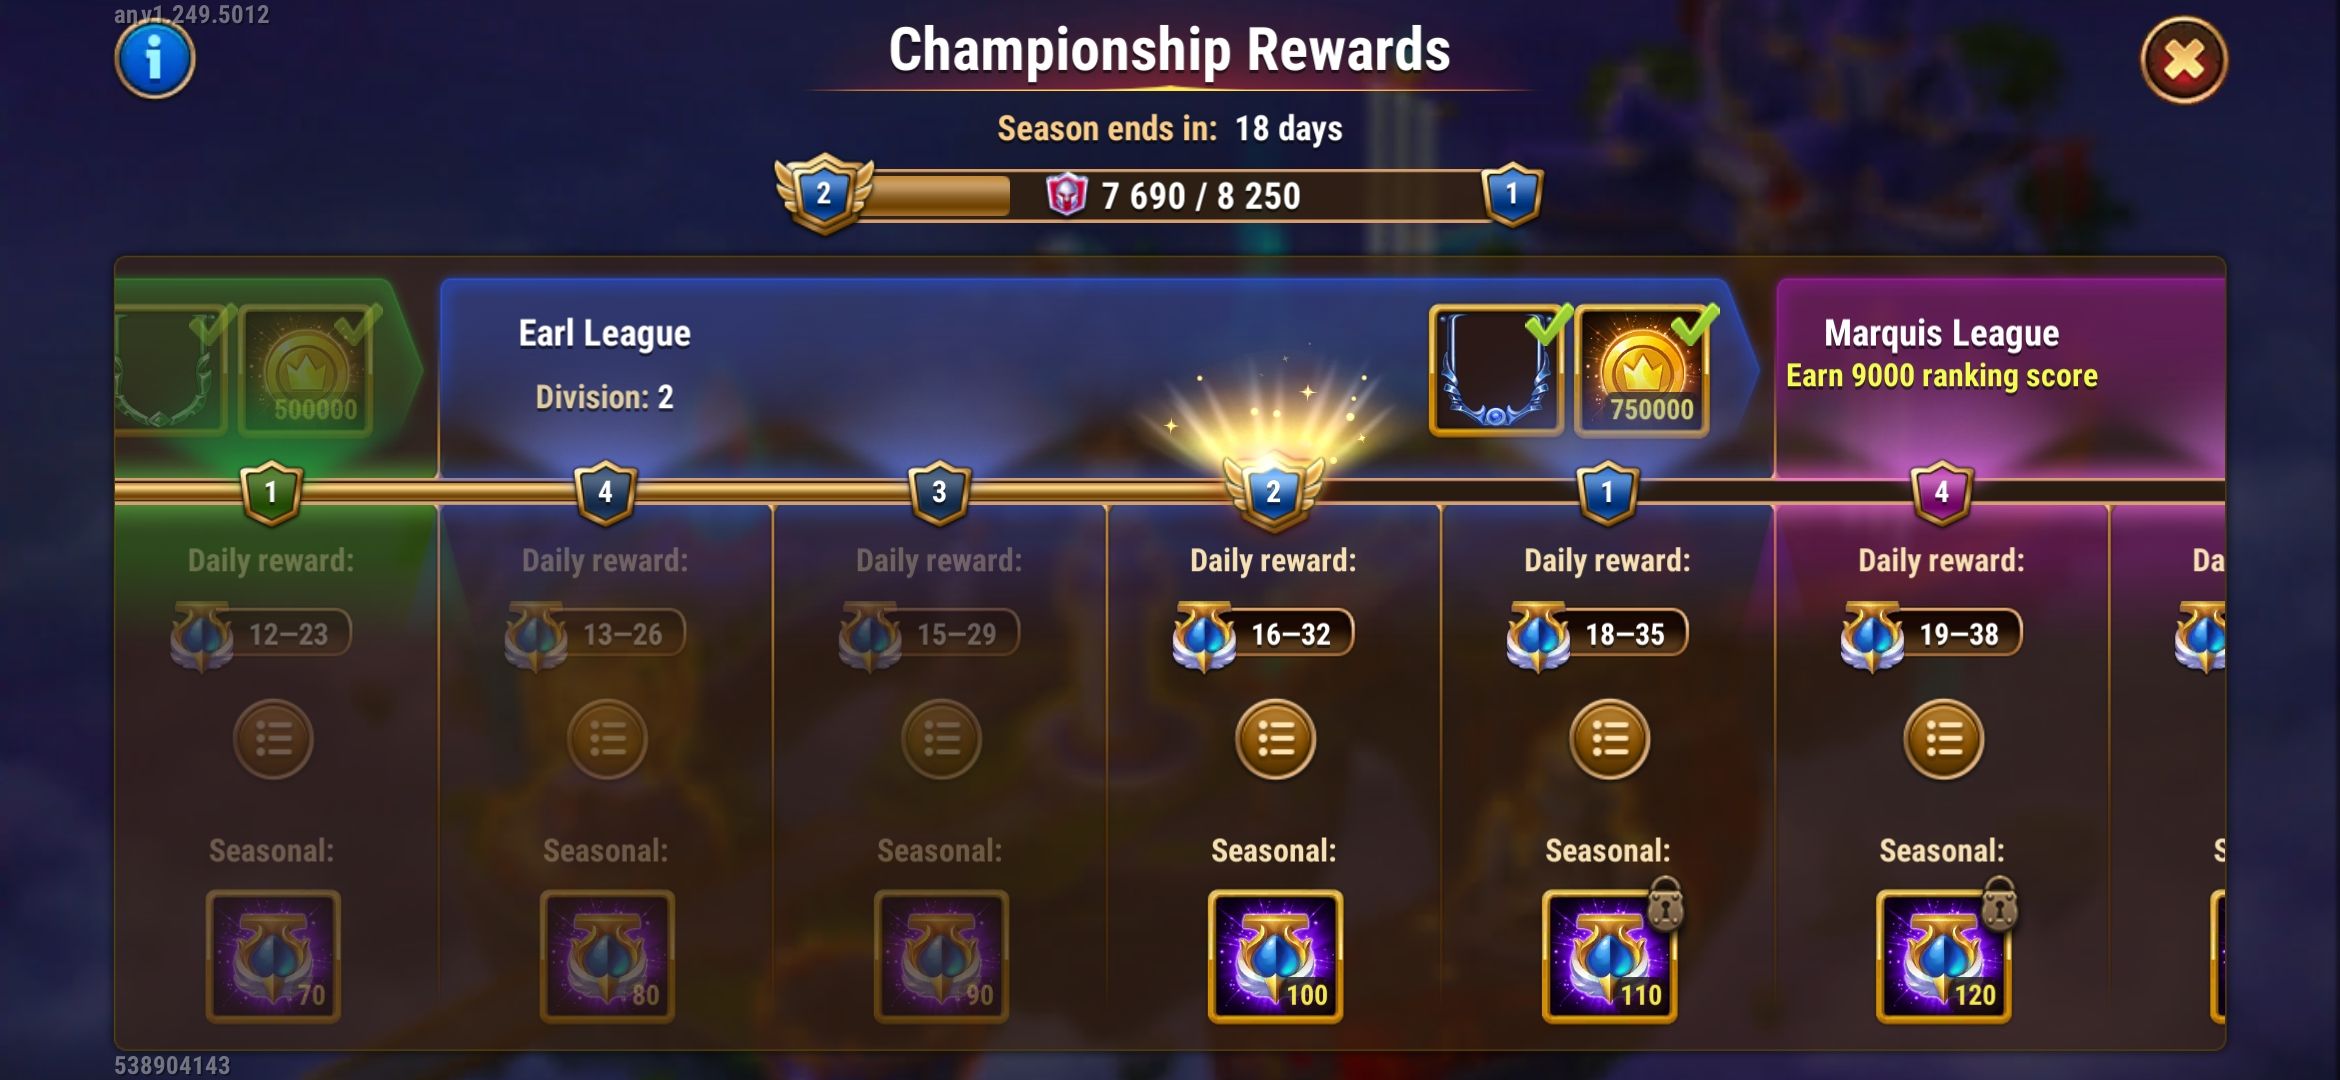 an.v1.249.5012
Championship Rewards
Season ends in: 18 days
2
7 690 / 8 250
1
500000
Earl League
Division: 2
750000
Marquis League
Earn 9000 ranking score
1
4
3
2
1
4
Daily reward:
Daily reward:
Daily reward:
Daily reward:
Daily reward:
Daily reward:
Da
12–23
13–26
15–29
16–32
18–35
19–38
Seasonal:
Seasonal:
Seasonal:
Seasonal:
Seasonal:
Seasonal:
S
70
80
90
100
110
120
538904143